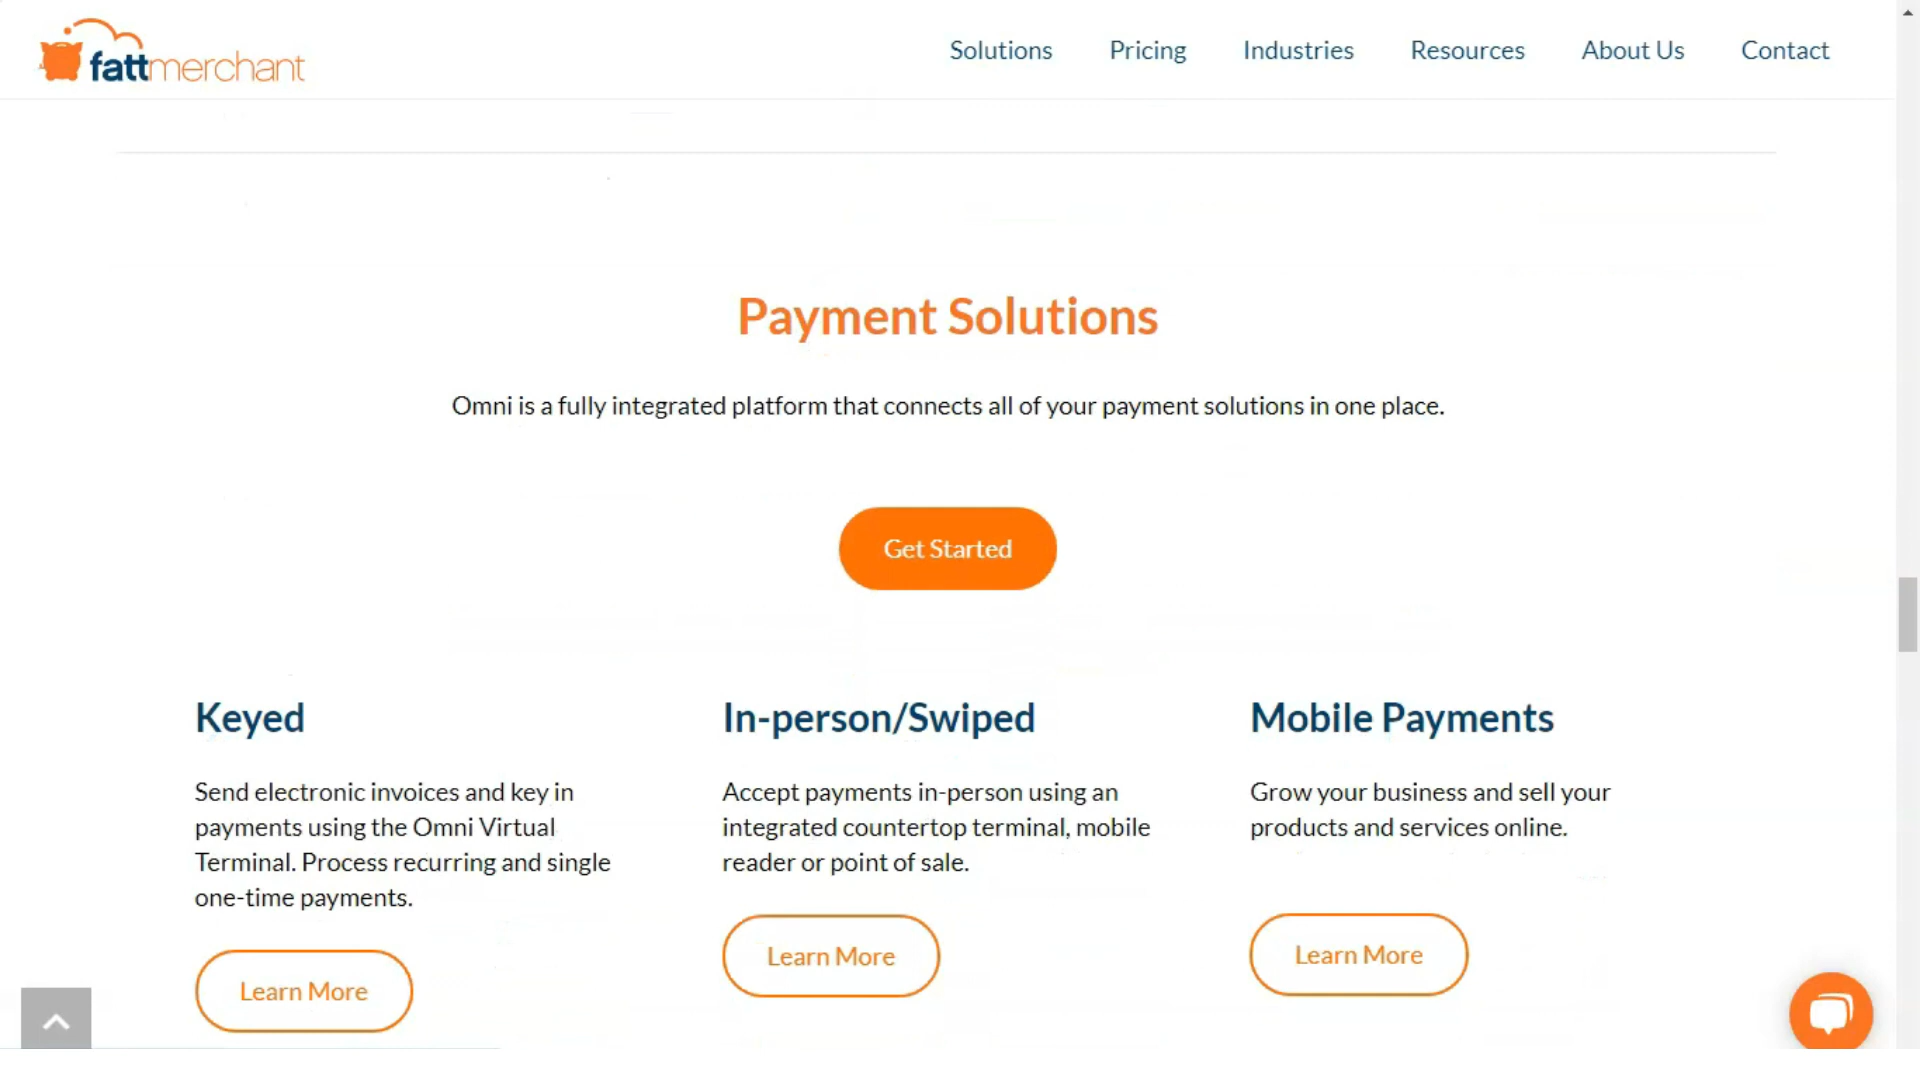 fattmerchant
Solutions
Pricing
Industries
Resources
About Us
Contact
Payment Solutions
Omni is a fully integrated platform that connects all of your payment solutions in one place.
Get Started
Keyed
Send electronic invoices and key in
payments using the Omni Virtual
Terminal. Process recurring and single
one-time payments.
Learn More
In-person/Swiped
Accept payments in-person using an
integrated countertop terminal, mobile
reader or point of sale.
Learn More
Mobile Payments
Grow your business and sell your
products and services online.
Learn More